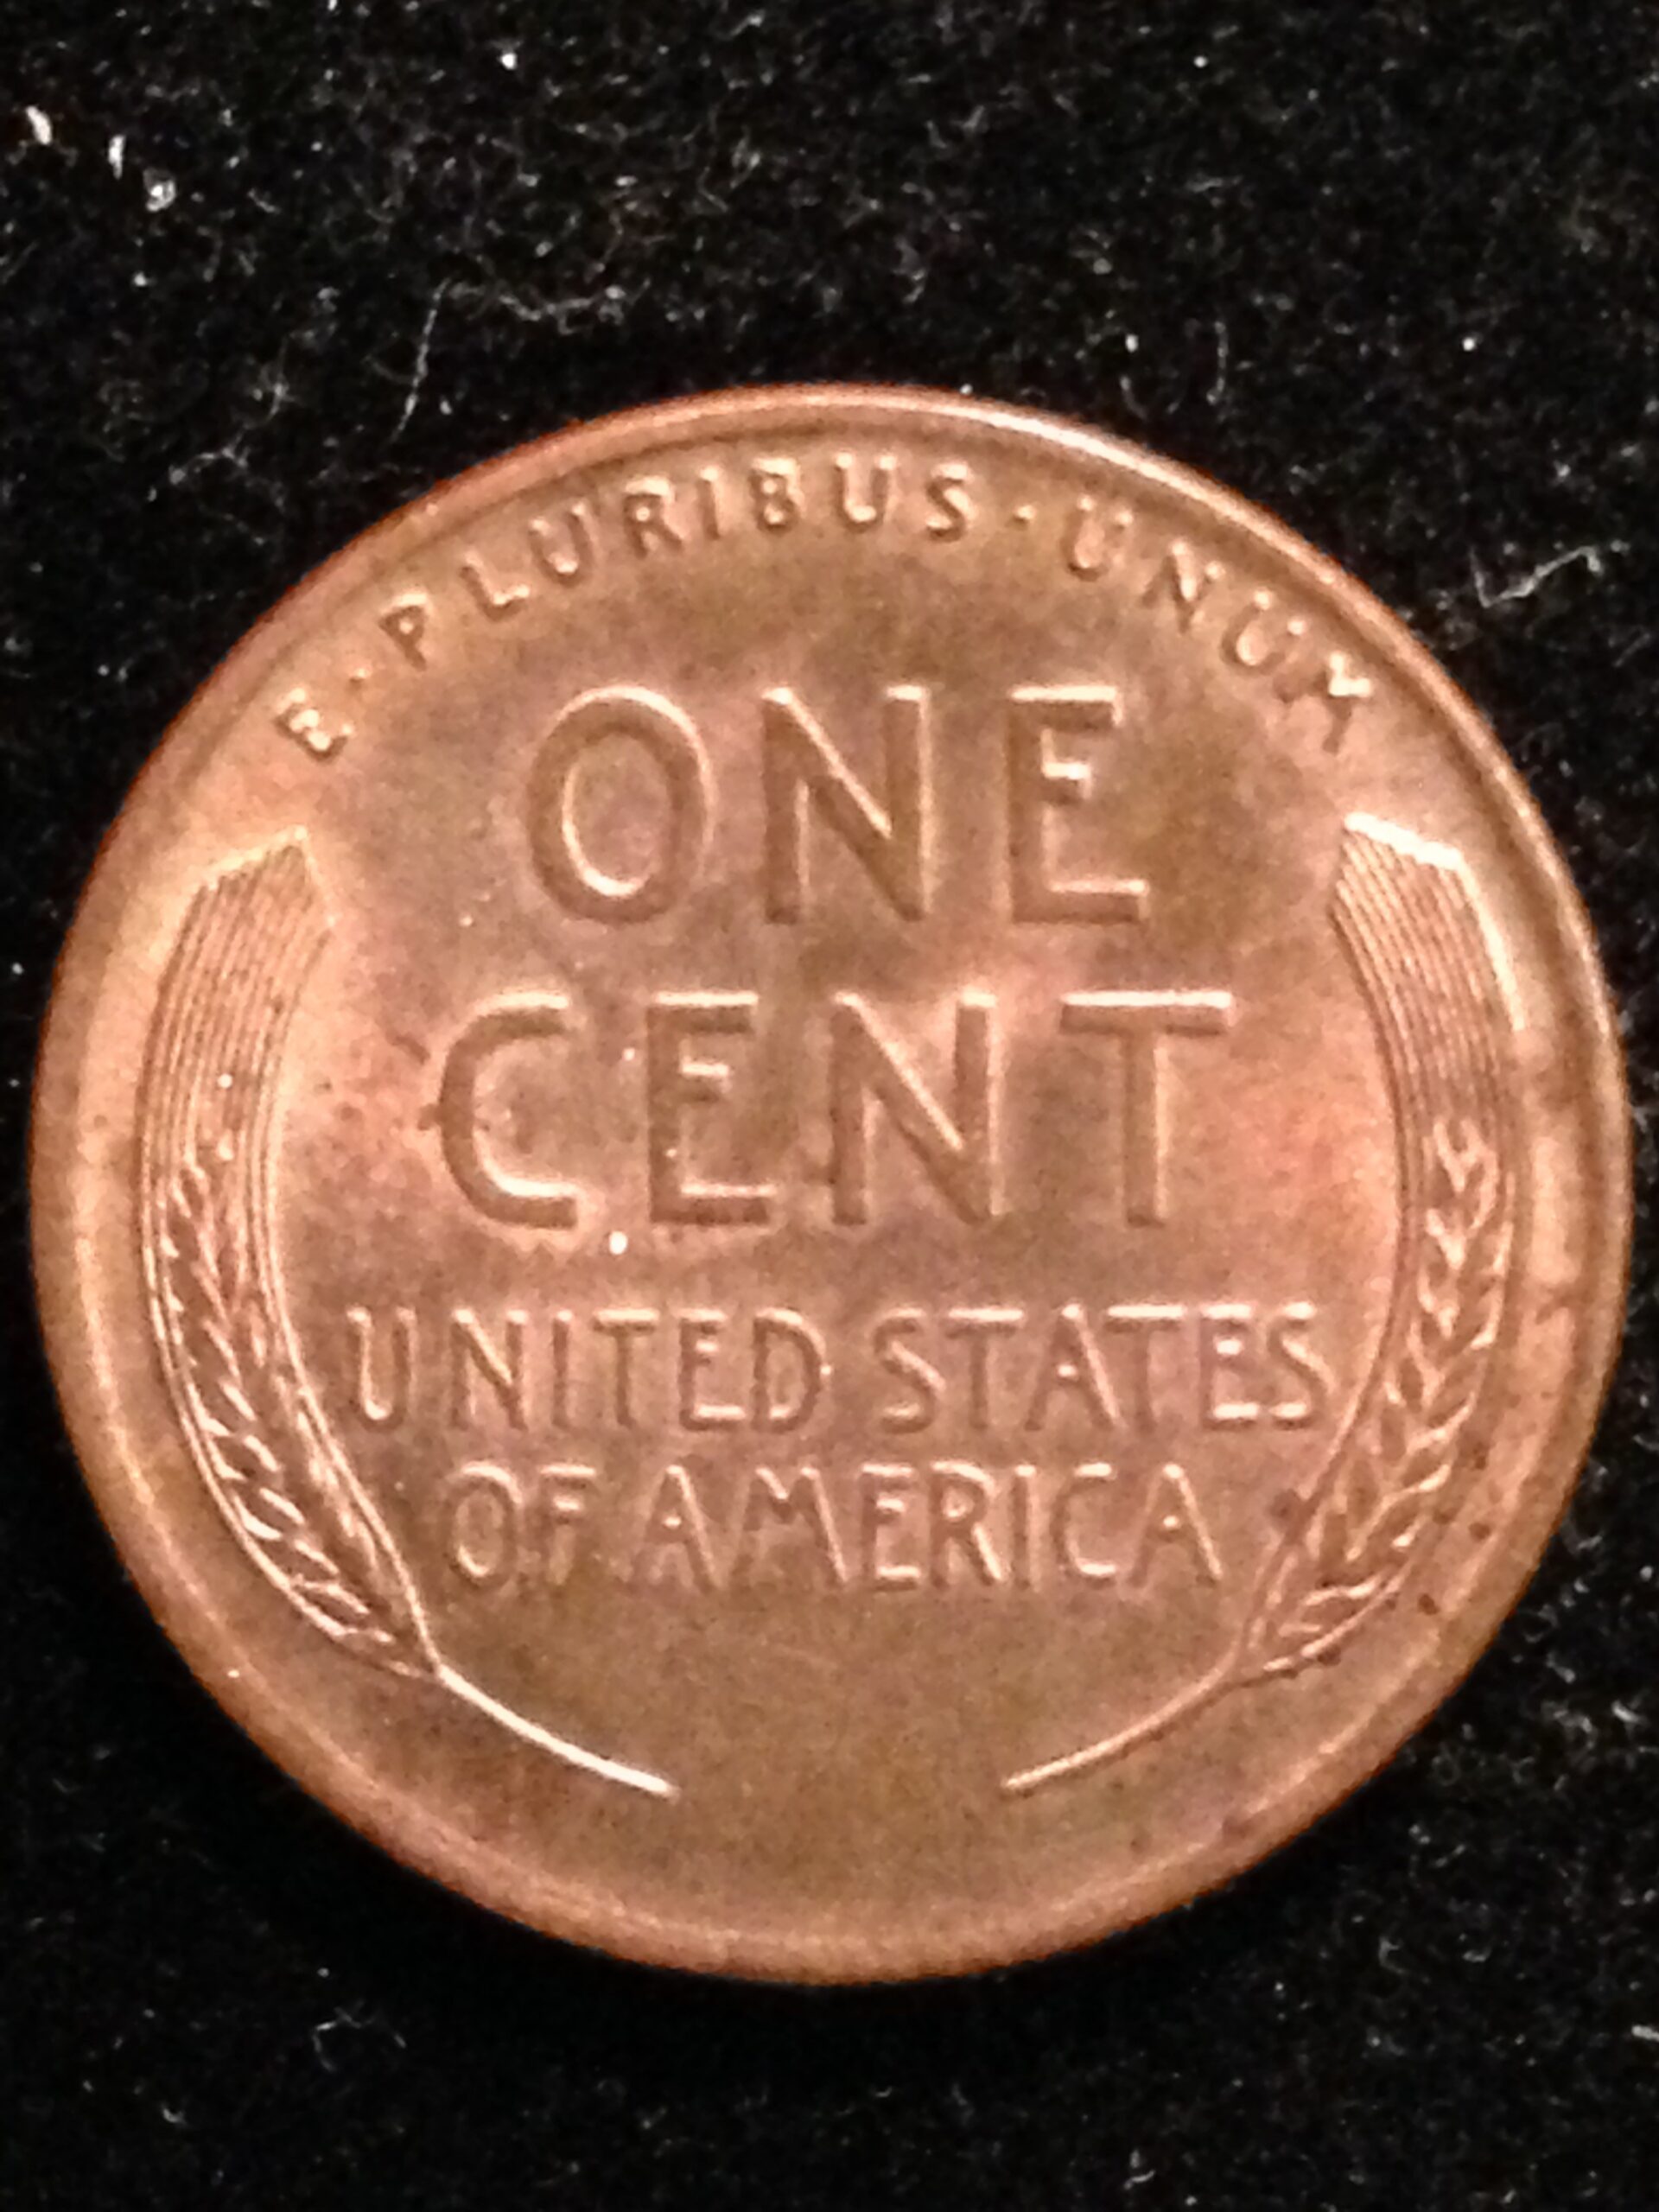 E·PLURIBUS·UNUM
ONE
CENT
UNITED STATES
OF AMERICA